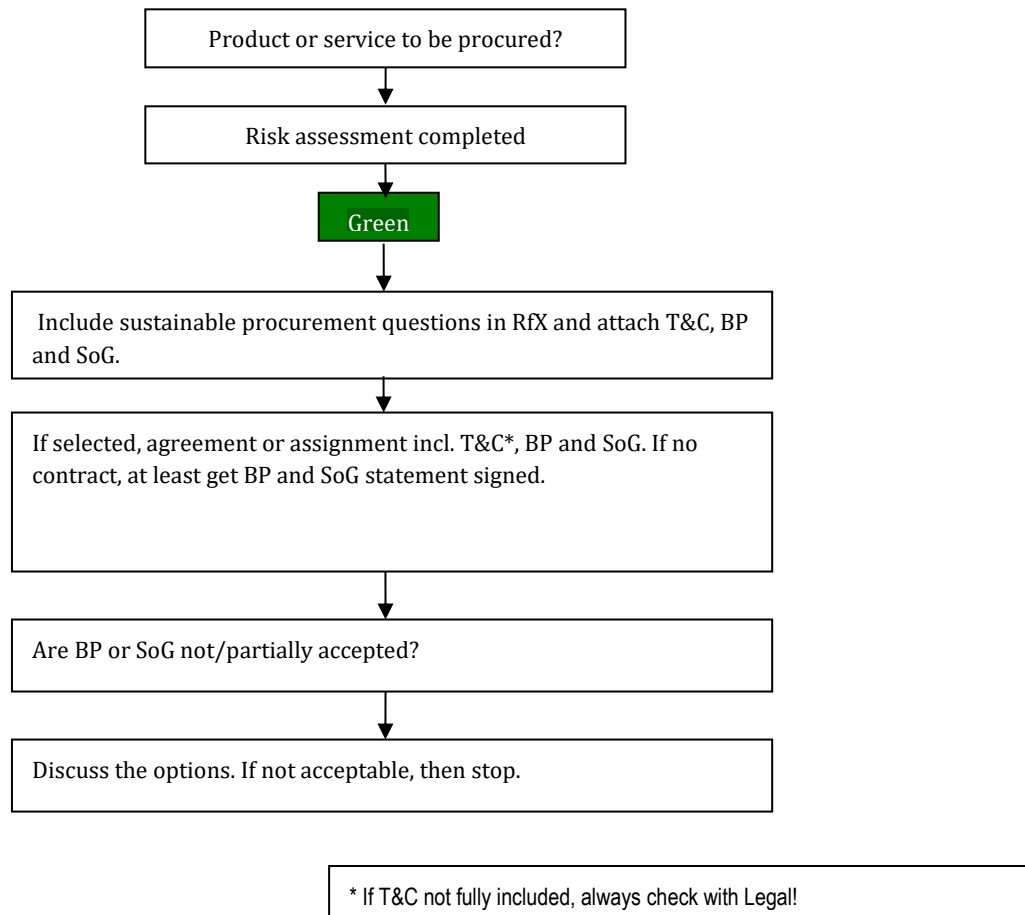 Product or service to be procured?
Risk assessment completed
Green
Include sustainable procurement questions in RfX and attach T&C, BP
and SoG.
If selected, agreement or assignment incl. T&C*, BP and SoG. If no
contract, at least get BP and SoG statement signed.
Are BP or SoG not/partially accepted?
Discuss the options. If not acceptable, then stop.
* If T&C not fully included, always check with Legal!